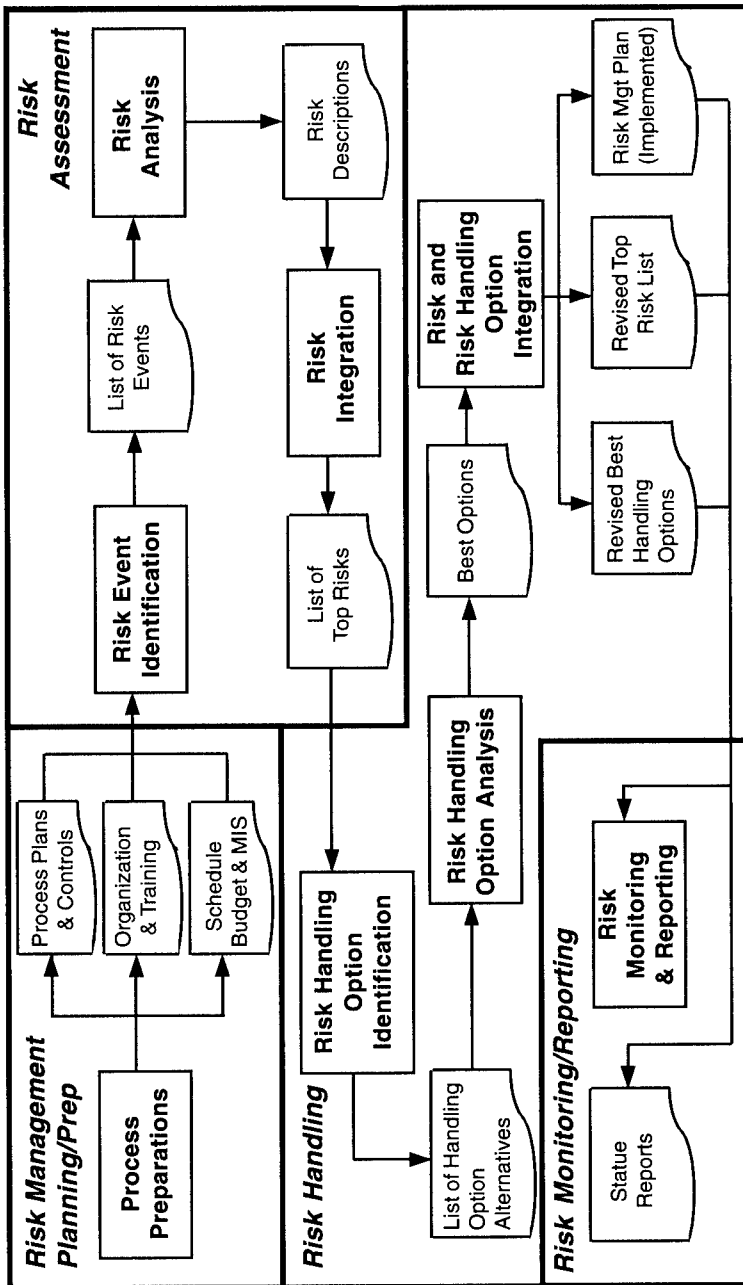 Risk Management
Planning/Prep
Process
Preparations
Process Plans
& Controls
Organization
& Training
Schedule
Budget & MIS
Risk
Assessment
Risk Event
Identification
List of Risk
Events
Risk
Analysis
Risk
Descriptions
Risk
Integration
List of
Top Risks
Risk Handling
Risk Handling
Option
Identification
List of Handling
Option
Alternatives
Risk Handling
Option Analysis
Best Options
Risk and
Risk Handling
Option
Integration
Revised Best
Handling
Options
Revised Top
Risk List
Risk Mgt Plan
(Implemented)
Risk Monitoring/Reporting
Risk
Monitoring
& Reporting
Statue
Reports